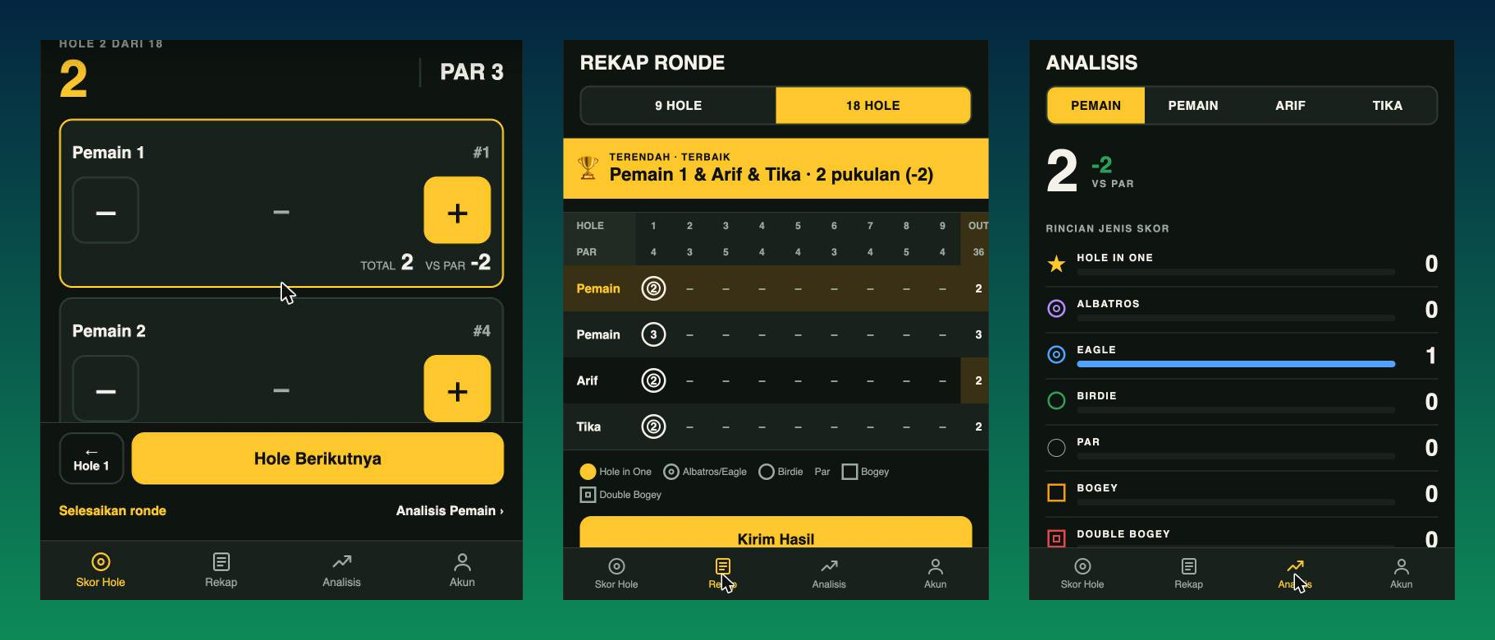 HOLE 2 DARI 18
2
PAR 3
Pemain 1
#1
−
–
+
TOTAL 2 VS PAR -2
Pemain 2
#4
−
–
+
← Hole 1
Hole Berikutnya
Selesaikan ronde
Analisis Pemain ›
Skor Hole
Rekap
Analisis
Akun
REKAP RONDE
9 HOLE
18 HOLE
TERENDAH · TERBAIK
Pemain 1 & Arif & Tika · 2 pukulan (-2)
HOLE 1 2 3 4 5 6 7 8 9 OUT
PAR 4 3 5 4 4 3 4 5 4 36
Pemain 2 – – – – – – – – 2
Pemain 3 – – – – – – – – 3
Arif 2 – – – – – – – – 2
Tika 2 – – – – – – – – 2
Hole in One
Albatros/Eagle
Birdie
Par
Bogey
Double Bogey
Kirim Hasil
Skor Hole
Analisis
Akun
ANALISIS
PEMAIN
PEMAIN
ARIF
TIKA
2
-2
VS PAR
RINCIAN JENIS SKOR
HOLE IN ONE 0
ALBATROS 0
EAGLE 1
BIRDIE 0
PAR 0
BOGEY 0
DOUBLE BOGEY 0
Skor Hole
Rekap
Akun